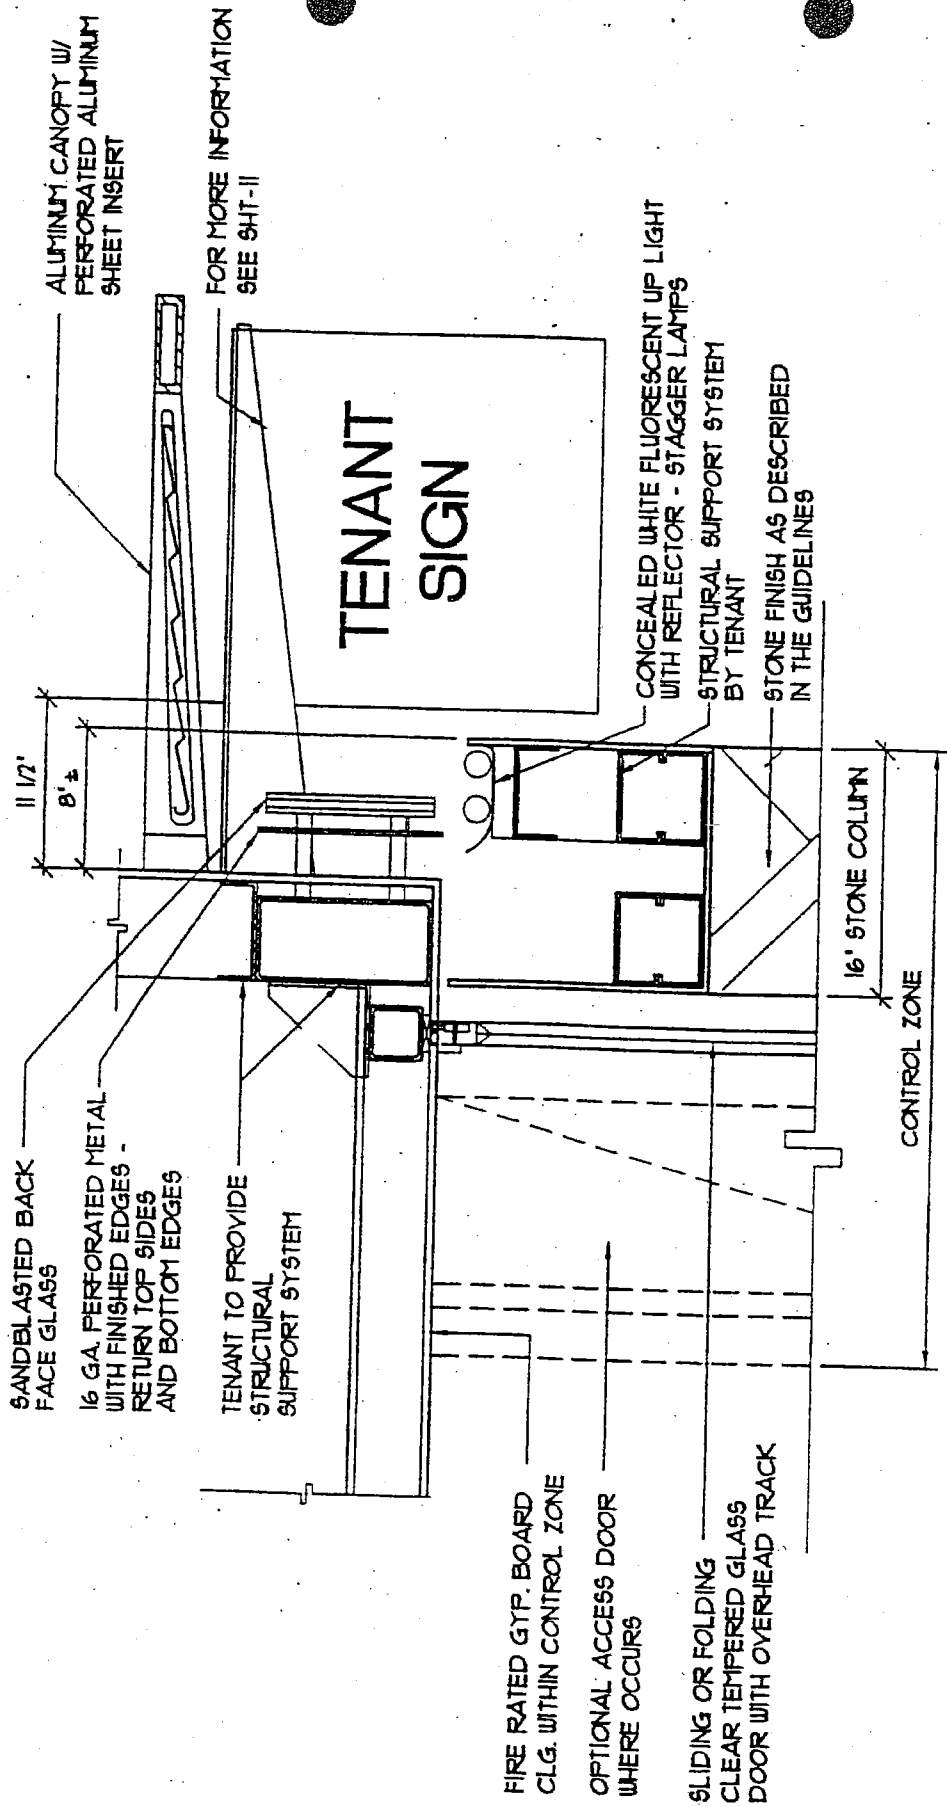 ALUMINUM CANOPY W/
PERFORATED ALUMINUM
SHEET INSERT
FOR MORE INFORMATION
SEE SHT-11
11 1/2"
8"±
TENANT
SIGN
CONCEALED WHITE FLUORESCENT UP LIGHT
WITH REFLECTOR - STAGGER LAMPS
STRUCTURAL SUPPORT SYSTEM
BY TENANT
STONE FINISH AS DESCRIBED
IN THE GUIDELINES
16" STONE COLUMN
CONTROL ZONE
SANDBLASTED BACK
FACE GLASS
16 GA. PERFORATED METAL
WITH FINISHED EDGES -
RETURN TOP SIDES
AND BOTTOM EDGES
TENANT TO PROVIDE
STRUCTURAL
SUPPORT SYSTEM
FIRE RATED GYP. BOARD
CLG. WITHIN CONTROL ZONE
OPTIONAL ACCESS DOOR
WHERE OCCURS
SLIDING OR FOLDING
CLEAR TEMPERED GLASS
DOOR WITH OVERHEAD TRACK